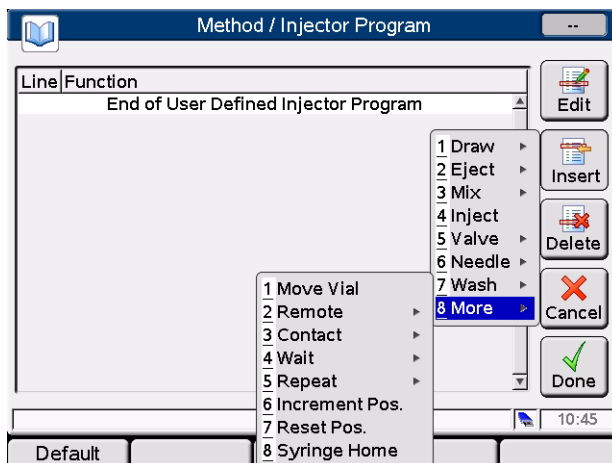 Method / Injector Program
--
Line Function
End of User Defined Injector Program
Edit
Insert
Delete
Cancel
Done
1 Draw
2 Eject
3 Mix
4 Inject
5 Valve
6 Needle
7 Wash
8 More
1 Move Vial
2 Remote
3 Contact
4 Wait
5 Repeat
6 Increment Pos.
7 Reset Pos.
8 Syringe Home
10:45
Default